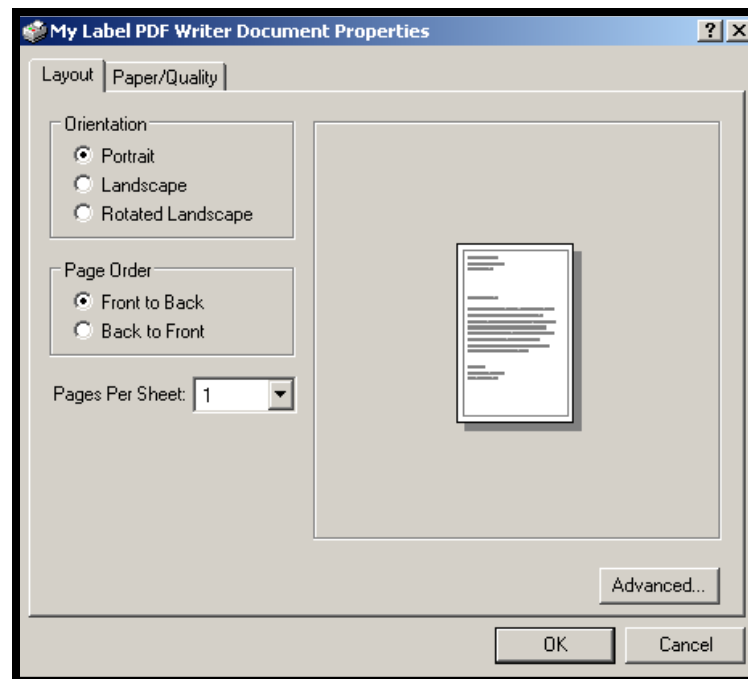 My Label PDF Writer Document Properties
Layout Paper/Quality
Orientation
Portrait
Landscape
Rotated Landscape
Page Order
Front to Back
Back to Front
Pages Per Sheet: 1
Advanced...
OK Cancel